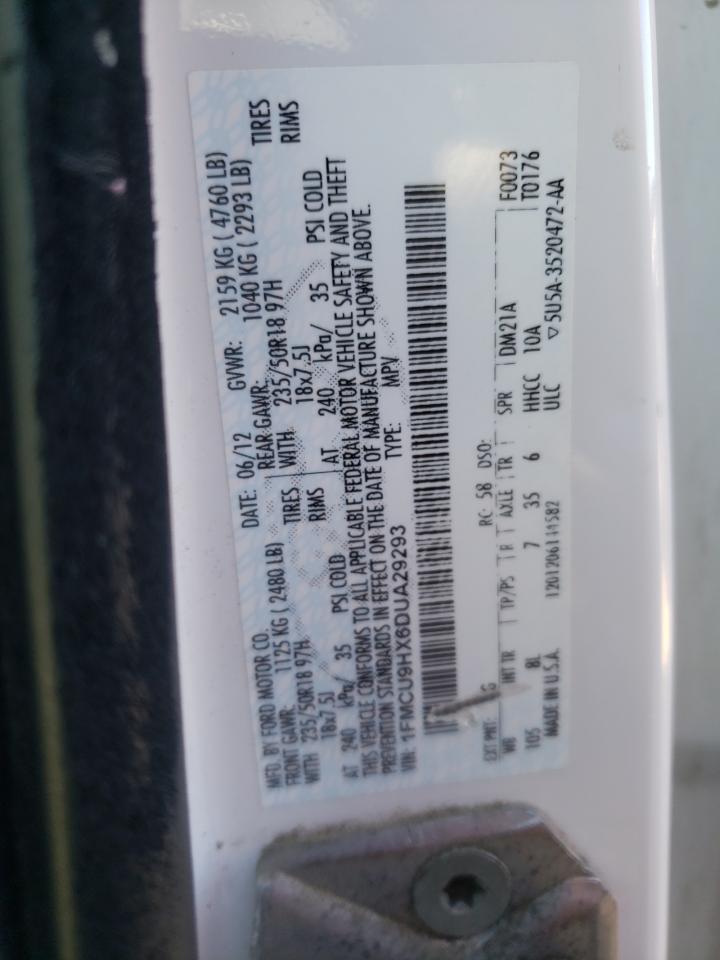 MFD. BY FORD MOTOR CO.
DATE: 06/12 GVWR: 2159 KG ( 4760 LB)
FRONT GAWR: 1125 KG ( 2480 LB) REAR GAWR: 1040 KG ( 2293 LB)
WITH 235/50R18 97H TIRES WITH 235/50R18 97H TIRES
18x7.5J RIMS 18x7.5J RIMS
AT 240 kPa/ 35 PSI COLD AT 240 kPa/ 35 PSI COLD
THIS VEHICLE CONFORMS TO ALL APPLICABLE FEDERAL MOTOR VEHICLE SAFETY AND THEFT
PREVENTION STANDARDS IN EFFECT ON THE DATE OF MANUFACTURE SHOWN ABOVE.
VIN: 1FMCU9HX6DUA29293 TYPE: MPV
EXT PNT: RC: 58 DSO:
WB INT TR TP/PS R AXLE TR SPR DM21A F0073
105 8L 7 35 6 HHCC 10A T0176
MADE IN U.S.A. ULC ▽ 5U5A-3520472-AA